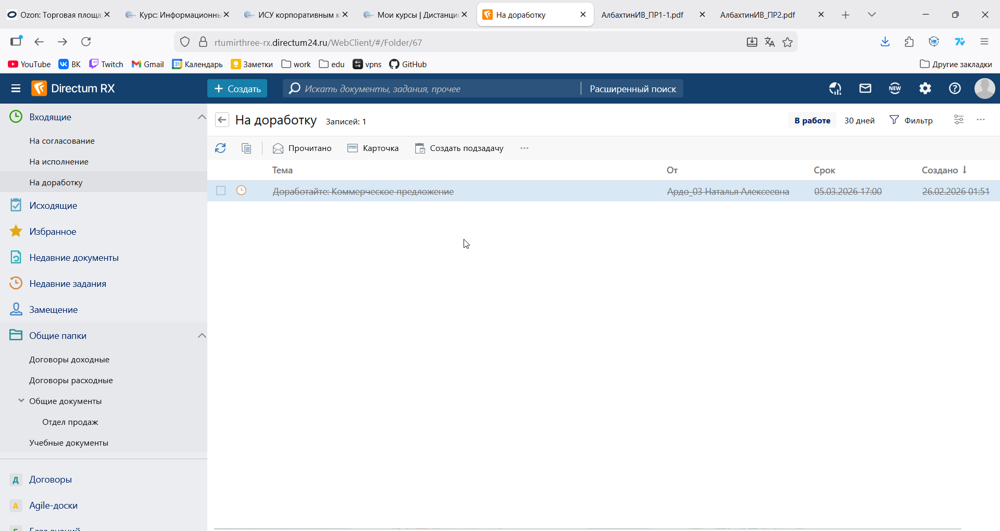 Ozon: Торговая площа
Курс: Информационнь
ИСУ корпоративным к
Мои курсы | Дистанци
На доработку
АлбахтинИВ_ПР1-1.pdf
АлбахтинИВ_ПР2.pdf
rtumirthree-rx.directum24.ru/WebClient/#/Folder/67
YouTube
ВК
Twitch
Gmail
31 Календарь
Заметки
work
edu
vpns
GitHub
Другие закладки
Directum RX
Создать
Искать документы, задания, прочее
Расширенный поиск
NEW
Входящие
На согласование
На исполнение
На доработку
Исходящие
Избранное
Недавние документы
Недавние задания
Замещение
Общие папки
Договоры доходные
Договоры расходные
Общие документы
Отдел продаж
Учебные документы
Д Договоры
A Agile-доски
На доработку Записей: 1
В работе 30 дней Фильтр
Прочитано Карточка Создать подзадачу
Тема От Срок Создано
Доработайте: Коммерческое предложение Ардо_03 Наталья Алексеевна 05.03.2026 17:00 26.02.2026 01:51